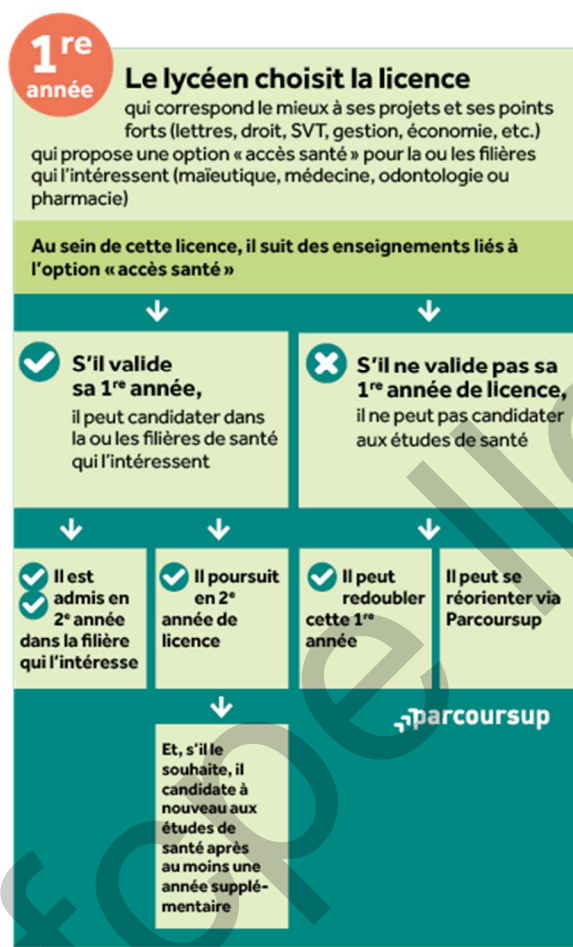 1re
année
Le lycéen choisit la licence
qui correspond le mieux à ses projets et ses points
forts (lettres, droit, SVT, gestion, économie, etc.)
qui propose une option « accès santé » pour la ou les filières
qui l'intéressent (maïeutique, médecine, odontologie ou
pharmacie)
Au sein de cette licence, il suit des enseignements liés à
l'option « accès santé »
S'il valide
sa 1re année,
il peut candidater dans
la ou les filières de santé
qui l'intéressent
S'il ne valide pas sa
1re année de licence,
il ne peut pas candidater
aux études de santé
Il est
admis en
2e année
dans la filière
qui l'intéresse
Il poursuit
en 2e
année de
licence
Il peut
redoubler
cette 1re
année
Il peut se
réorienter via
Parcoursup
parcoursup
Et, s'il le
souhaite, il
candidate à
nouveau aux
études de
santé après
au moins une
année supplé-
mentaire